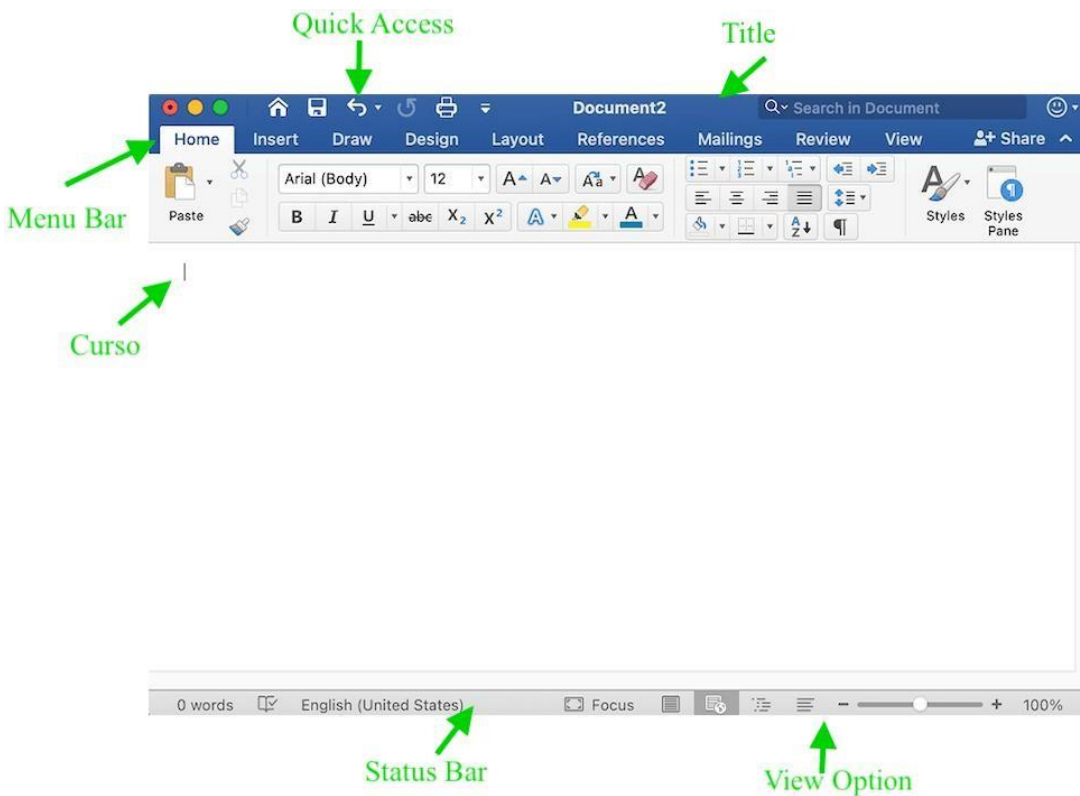 Quick Access
Title
Document2
Search in Document
Home Insert Draw Design Layout References Mailings Review View Share
Menu Bar
Paste
Arial (Body) 12 A A Aa A
B I U abc X₂ X² A A
A Z
¶
Styles
Styles
Pane
Curso
0 words English (United States) Focus 100%
Status Bar
View Option